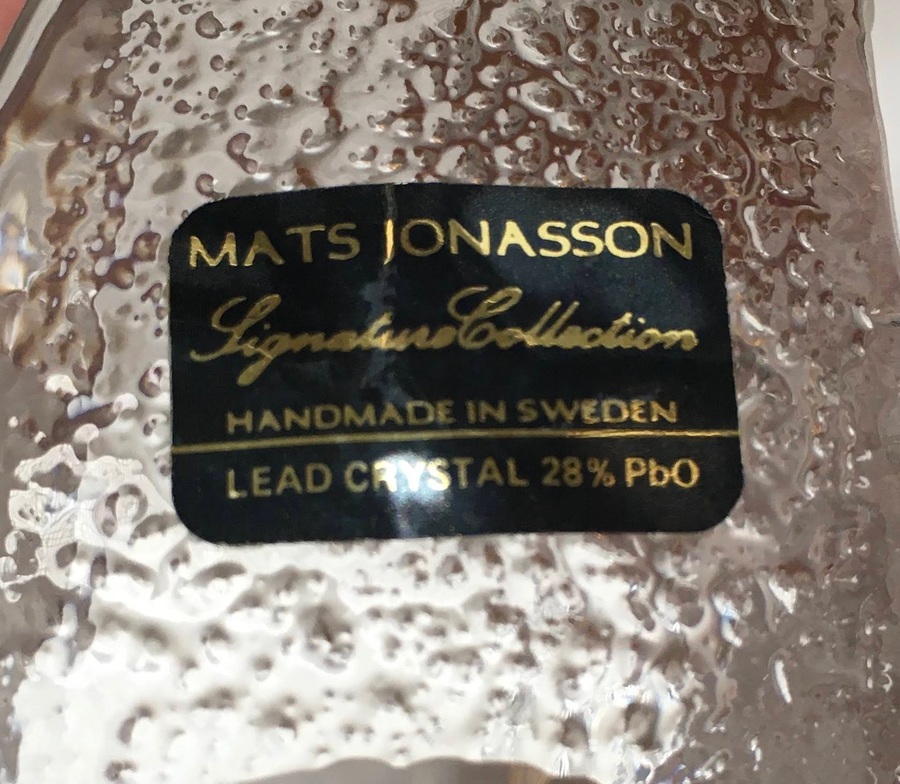 MATS JONASSON
Signature Collection
HANDMADE IN SWEDEN
LEAD CRYSTAL 28% PbO